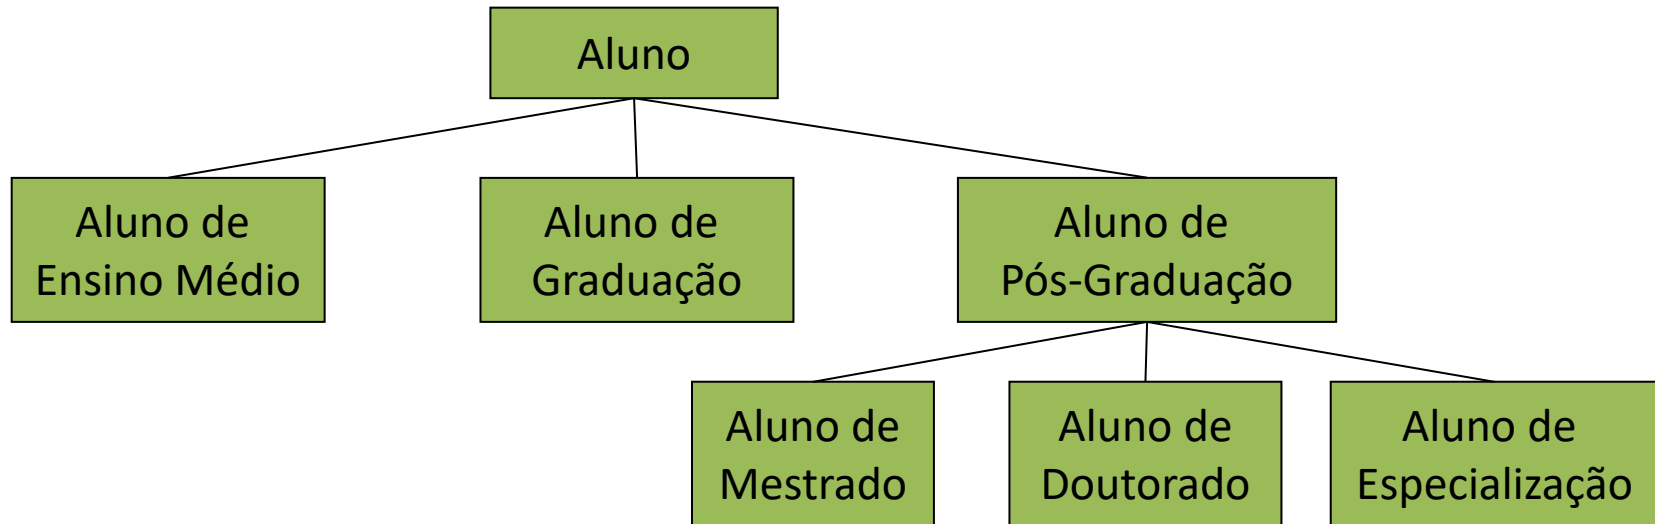 Aluno
Aluno de
Ensino Médio
Aluno de
Graduação
Aluno de
Pós-Graduação
Aluno de
Mestrado
Aluno de
Doutorado
Aluno de
Especialização